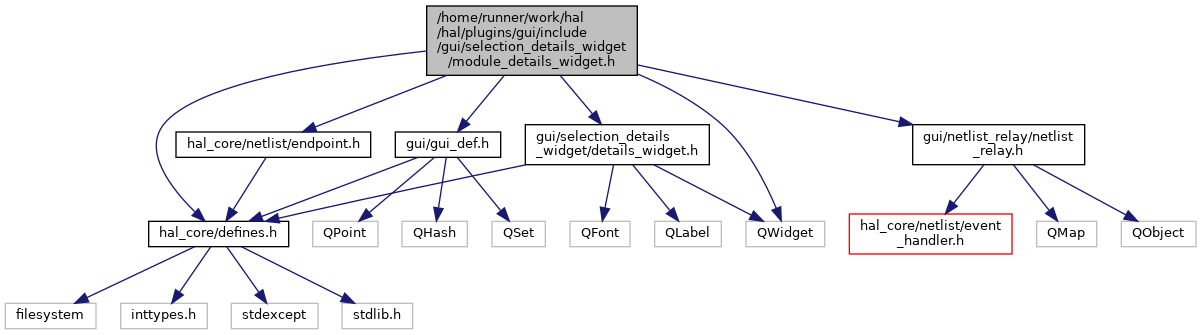 /home/runner/work/hal
/hal/plugins/gui/include
/gui/selection_details_widget
/module_details_widget.h
hal_core/netlist/endpoint.h
gui/gui_def.h
gui/selection_details
_widget/details_widget.h
gui/netlist_relay/netlist
_relay.h
hal_core/defines.h
QPoint
QHash
QSet
QFont
QLabel
QWidget
hal_core/netlist/event
_handler.h
QMap
QObject
filesystem
inttypes.h
stdexcept
stdlib.h